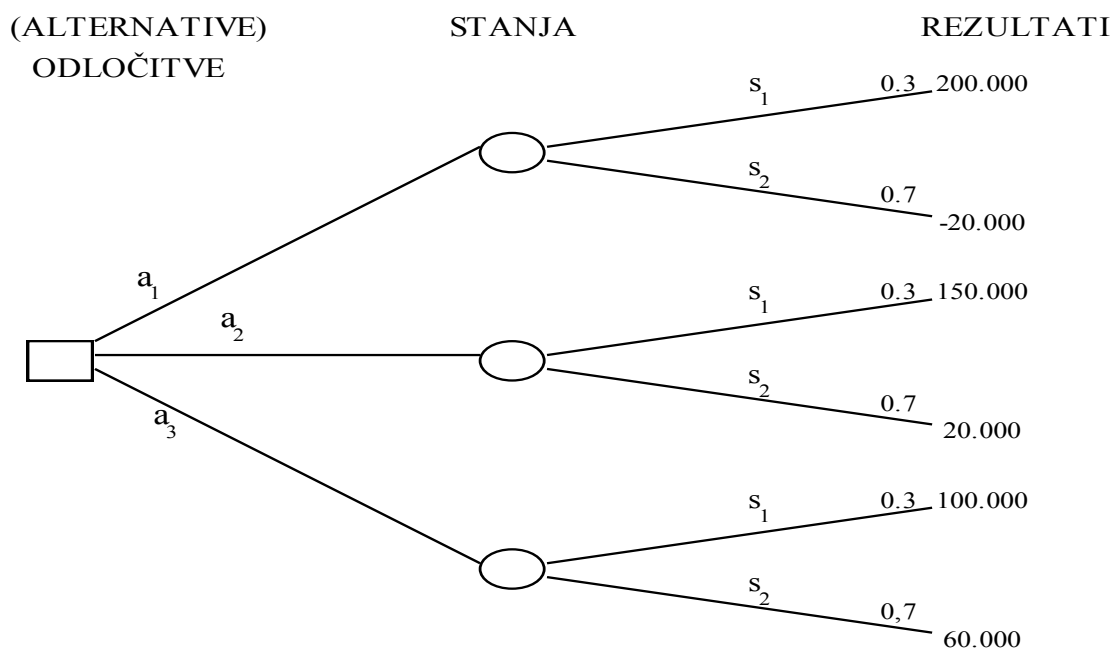 (ALTERNATIVE) STANJA REZULTATI
ODLOČITVE
s1 0.3 200.000
s2 0.7
-20.000
a1
s1 0.3 150.000
a2
s2 0.7
20.000
a3
s1 0.3 100.000
s2 0,7
60.000